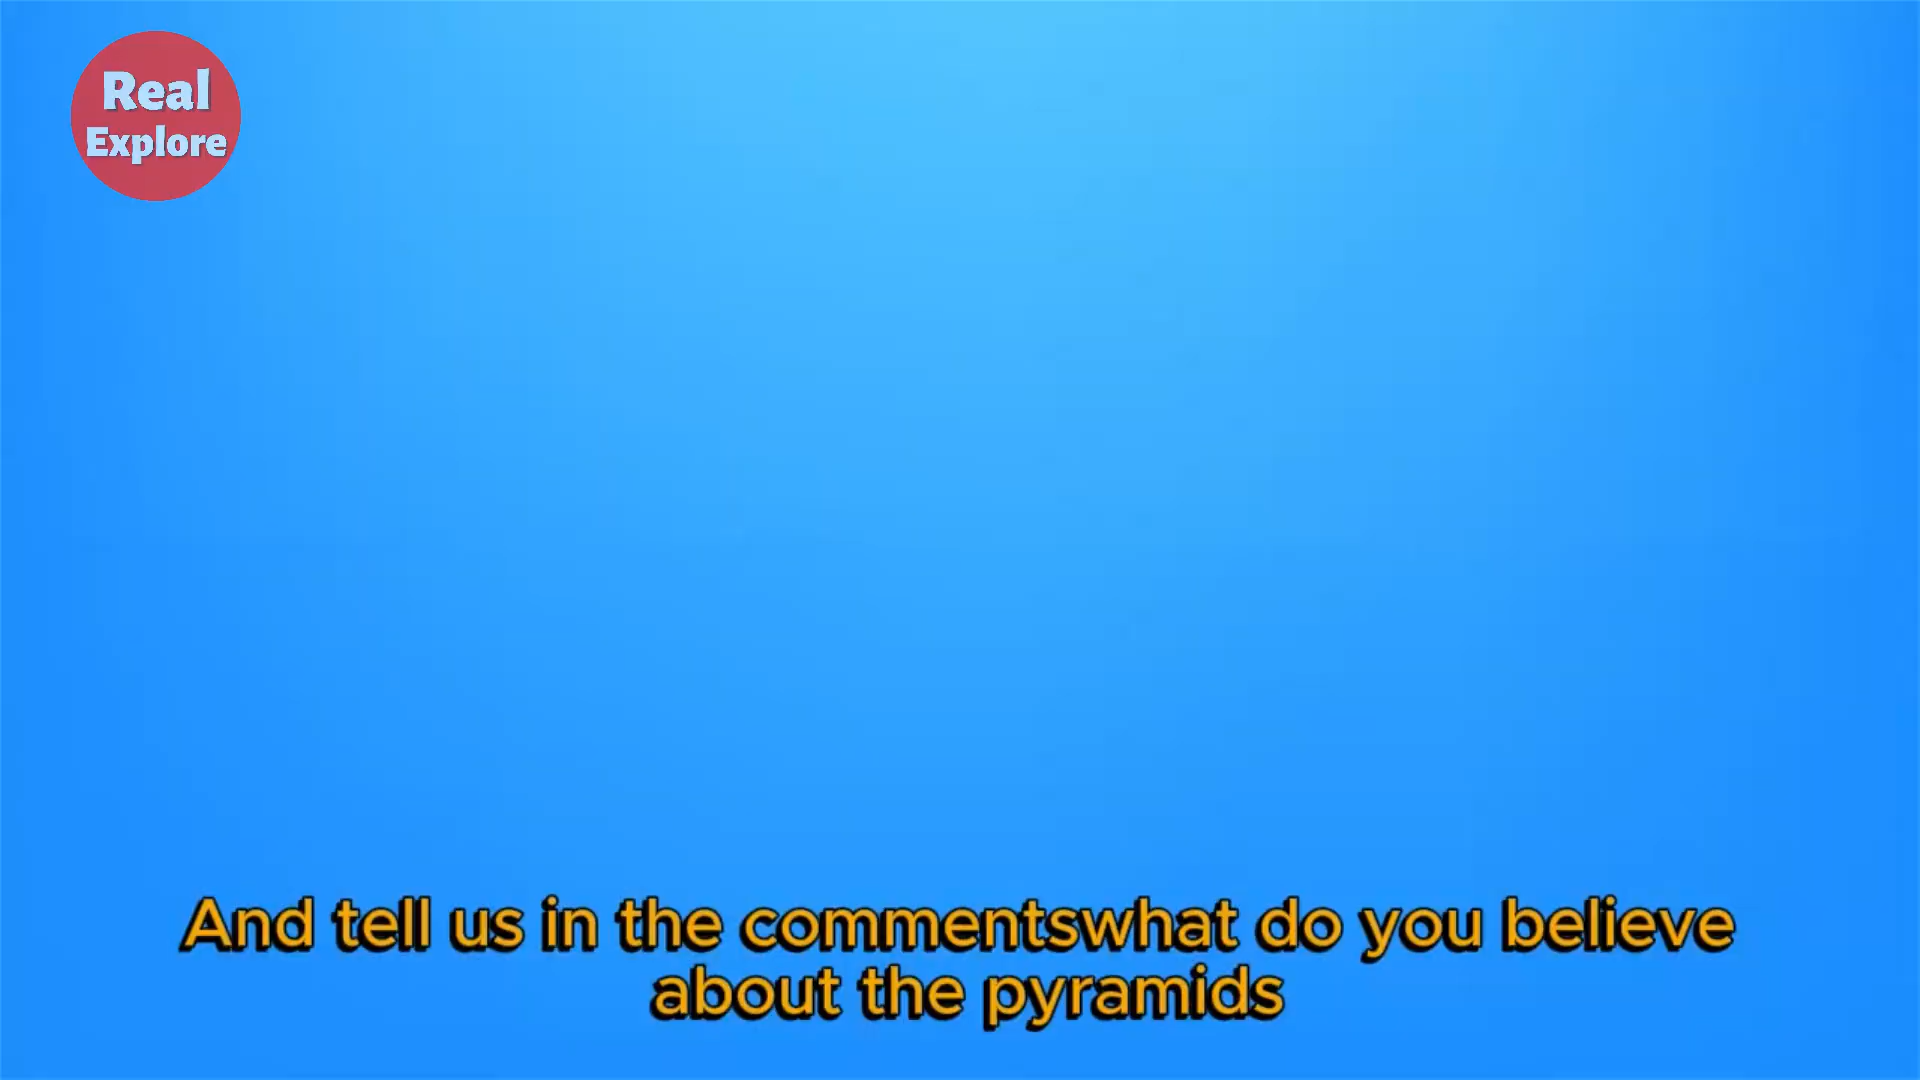 Real
Explore
And tell us in the commentswhat do you believe
about the pyramids